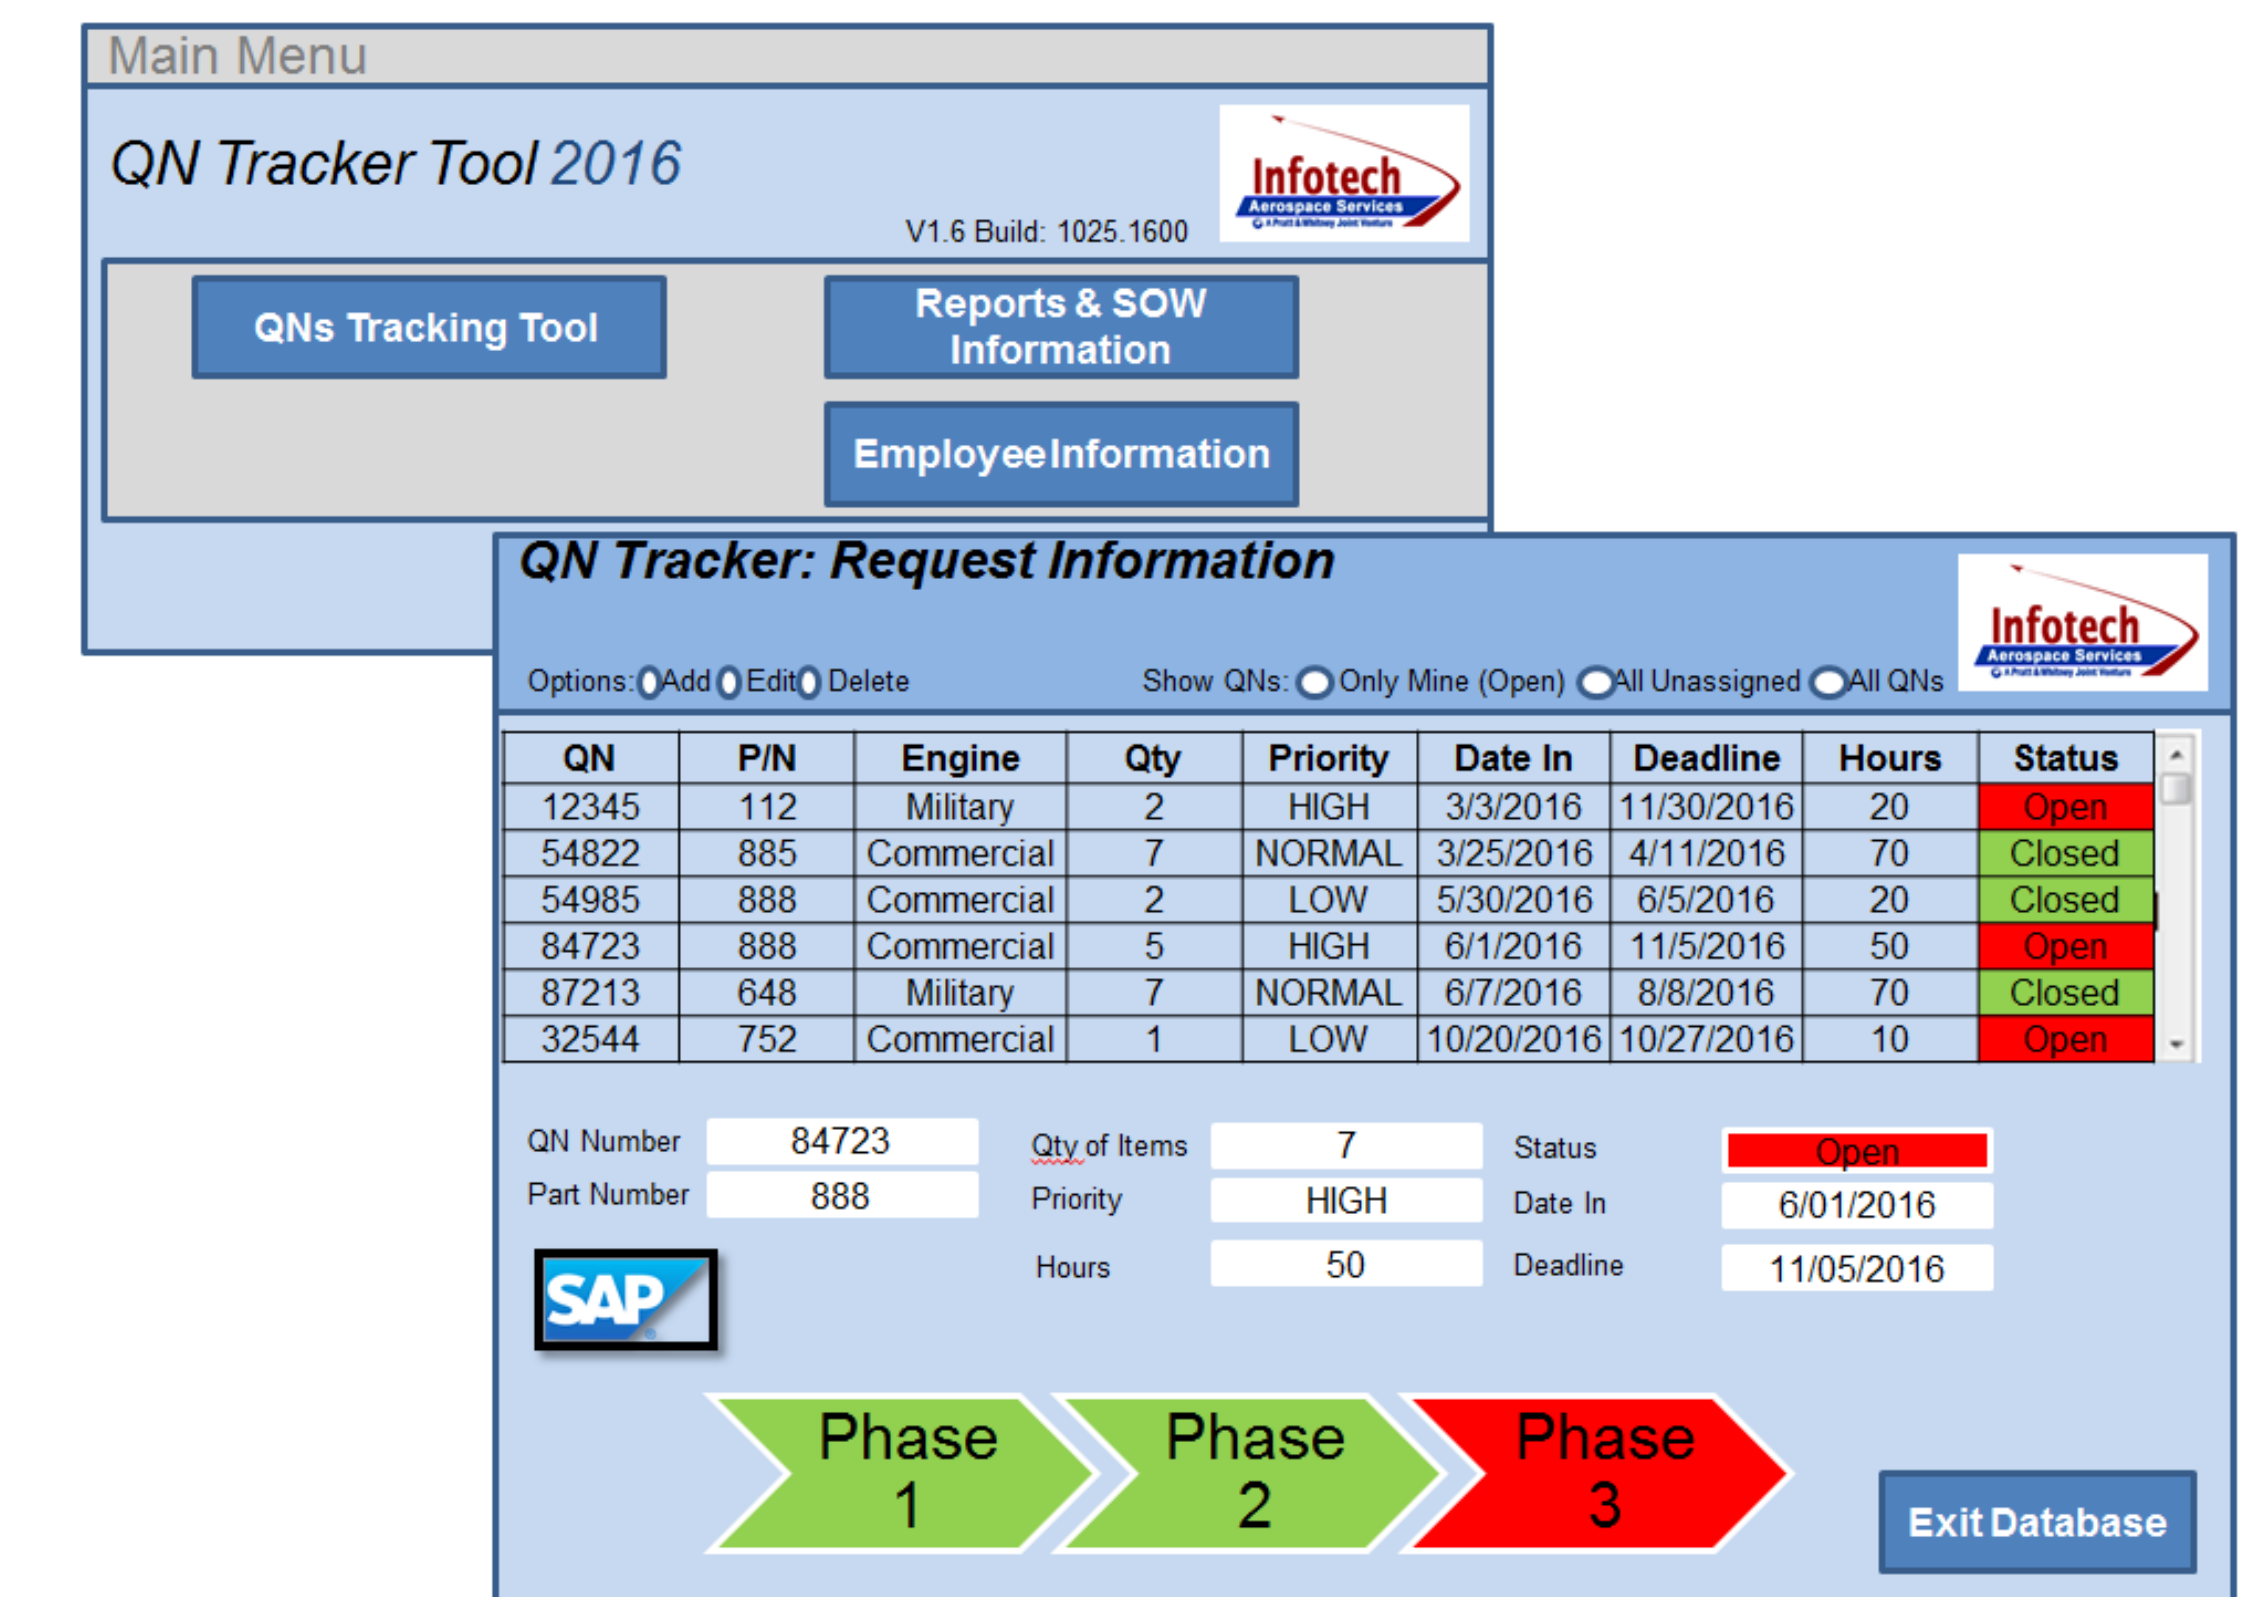 Main Menu
QN Tracker Tool 2016
Infotech
Aerospace Services
A Pratt & Whitney Joint Venture
V1.6 Build: 1025.1600
QNs Tracking Tool
Reports & SOW
Information
Employee Information
QN Tracker: Request Information
Infotech
Aerospace Services
A Pratt & Whitney Joint Venture
Options: Add Edit Delete Show QNs: Only Mine (Open) All Unassigned All QNs
QN P/N Engine Qty Priority Date In Deadline Hours Status
12345 112 Military 2 HIGH 3/3/2016 11/30/2016 20 Open
54822 885 Commercial 7 NORMAL 3/25/2016 4/11/2016 70 Closed
54985 888 Commercial 2 LOW 5/30/2016 6/5/2016 20 Closed
84723 888 Commercial 5 HIGH 6/1/2016 11/5/2016 50 Open
87213 648 Military 7 NORMAL 6/7/2016 8/8/2016 70 Closed
32544 752 Commercial 1 LOW 10/20/2016 10/27/2016 10 Open
QN Number 84723 Qty of Items 7 Status Open
Part Number 888 Priority HIGH Date In 6/01/2016
Hours 50 Deadline 11/05/2016
SAP
Phase
1
Phase
2
Phase
3
Exit Database